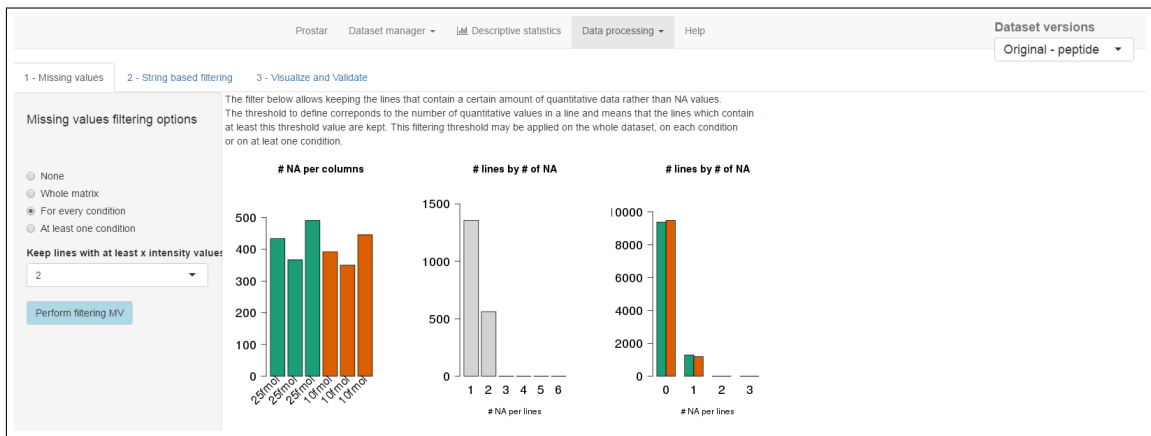 Prostar Dataset manager Descriptive statistics Data processing Help
Dataset versions
Original - peptide
1 - Missing values 2 - String based filtering 3 - Visualize and Validate
Missing values filtering options
None
Whole matrix
For every condition
At least one condition
Keep lines with at least x intensity values
2
Perform filtering MV
The filter below allows keeping the lines that contain a certain amount of quantitative data rather than NA values.
The threshold to define correponds to the number of quantitative values in a line and means that the lines which contain
at least this threshold value are kept. This filtering threshold may be applied on the whole dataset, on each condition
or on at leat one condition.
# NA per columns
500
400
300
200
100
0
25fmol 25fmol 25fmol 10fmol 10fmol 10fmol
# lines by # of NA
1500
1000
500
0
1 2 3 4 5 6
# NA per lines
# lines by # of NA
10000
8000
6000
4000
2000
0
0 1 2 3
# NA per lines